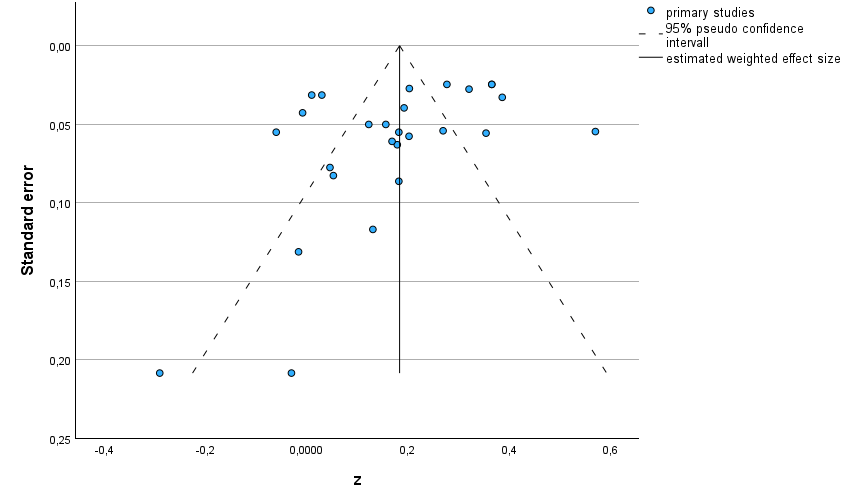 primary studies
95% pseudo confidence
intervall
estimated weighted effect size
0,00
0,05
0,10
0,15
0,20
0,25
Standard error
-0,4
-0,2
0,0000
0,2
0,4
0,6
z